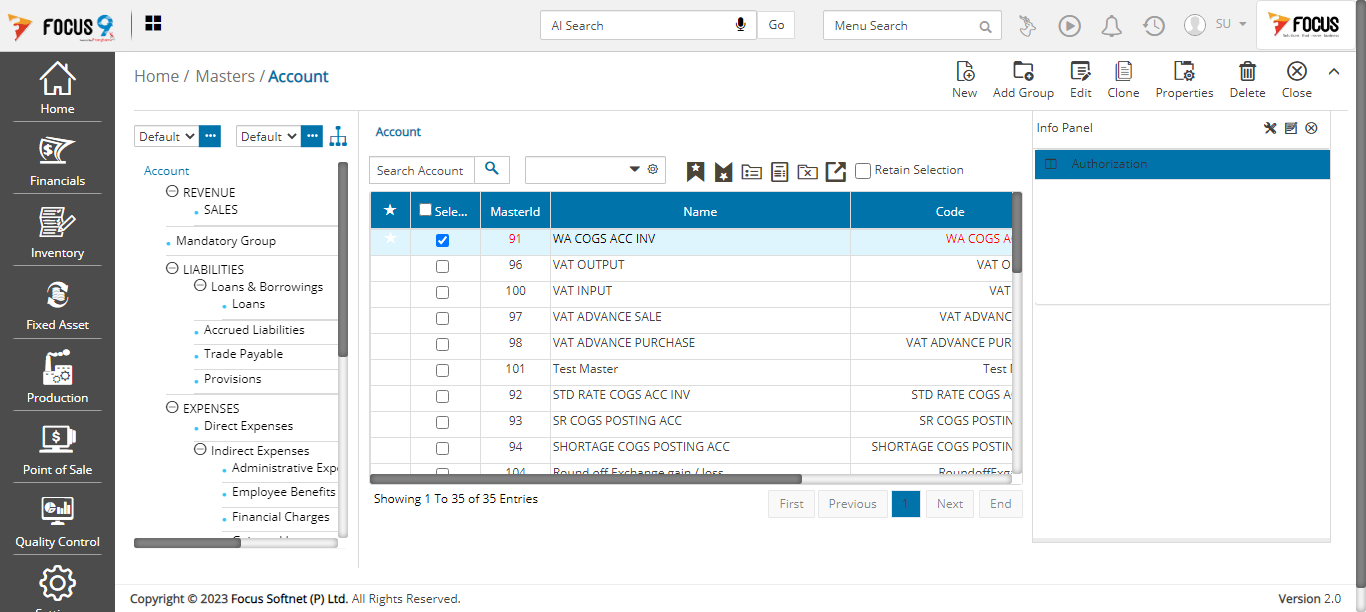 FOCUS 9
AI Search
Go
Menu Search
SU
FOCUS
Home
Financials
Inventory
Fixed Asset
Production
Point of Sale
Quality Control
Home / Masters / Account
New
Add Group
Edit
Clone
Properties
Delete
Close
Default
Default
Account
REVENUE
SALES
Mandatory Group
LIABILITIES
Loans & Borrowings
Loans
Accrued Liabilities
Trade Payable
Provisions
EXPENSES
Direct Expenses
Indirect Expenses
Administrative Expe
Employee Benefits
Financial Charges
Account
Search Account
Retain Selection
Sele... MasterId Name Code
91 WA COGS ACC INV WA COGS A
96 VAT OUTPUT VAT O
100 VAT INPUT VAT
97 VAT ADVANCE SALE VAT ADVANC
98 VAT ADVANCE PURCHASE VAT ADVANCE PUR
101 Test Master Test
92 STD RATE COGS ACC INV STD RATE COGS A
93 SR COGS POSTING ACC SR COGS POSTIN
94 SHORTAGE COGS POSTING ACC SHORTAGE COGS POSTIN
104 Round off Exchange gain / loss RoundoffExg
Showing 1 To 35 of 35 Entries
First
Previous
1
Next
End
Info Panel
Authorization
Copyright © 2023 Focus Softnet (P) Ltd. All Rights Reserved.
Version 2.0